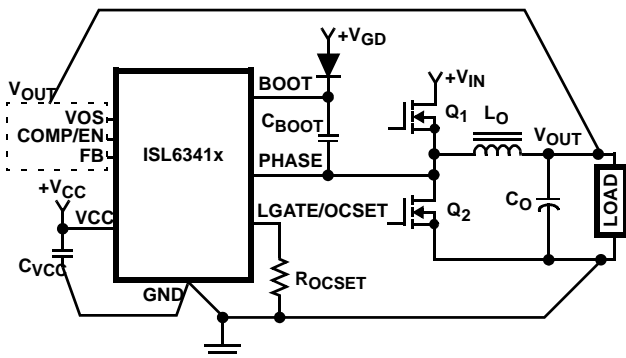 +VGD
VOUT
BOOT
+VIN
VOS
COMP/EN
FB
CBOOT
Q1
LO
VOUT
ISL6341x
PHASE
+VCC
VCC
LGATE/OCSET
Q2
CO
LOAD
CVCC
ROCSET
GND